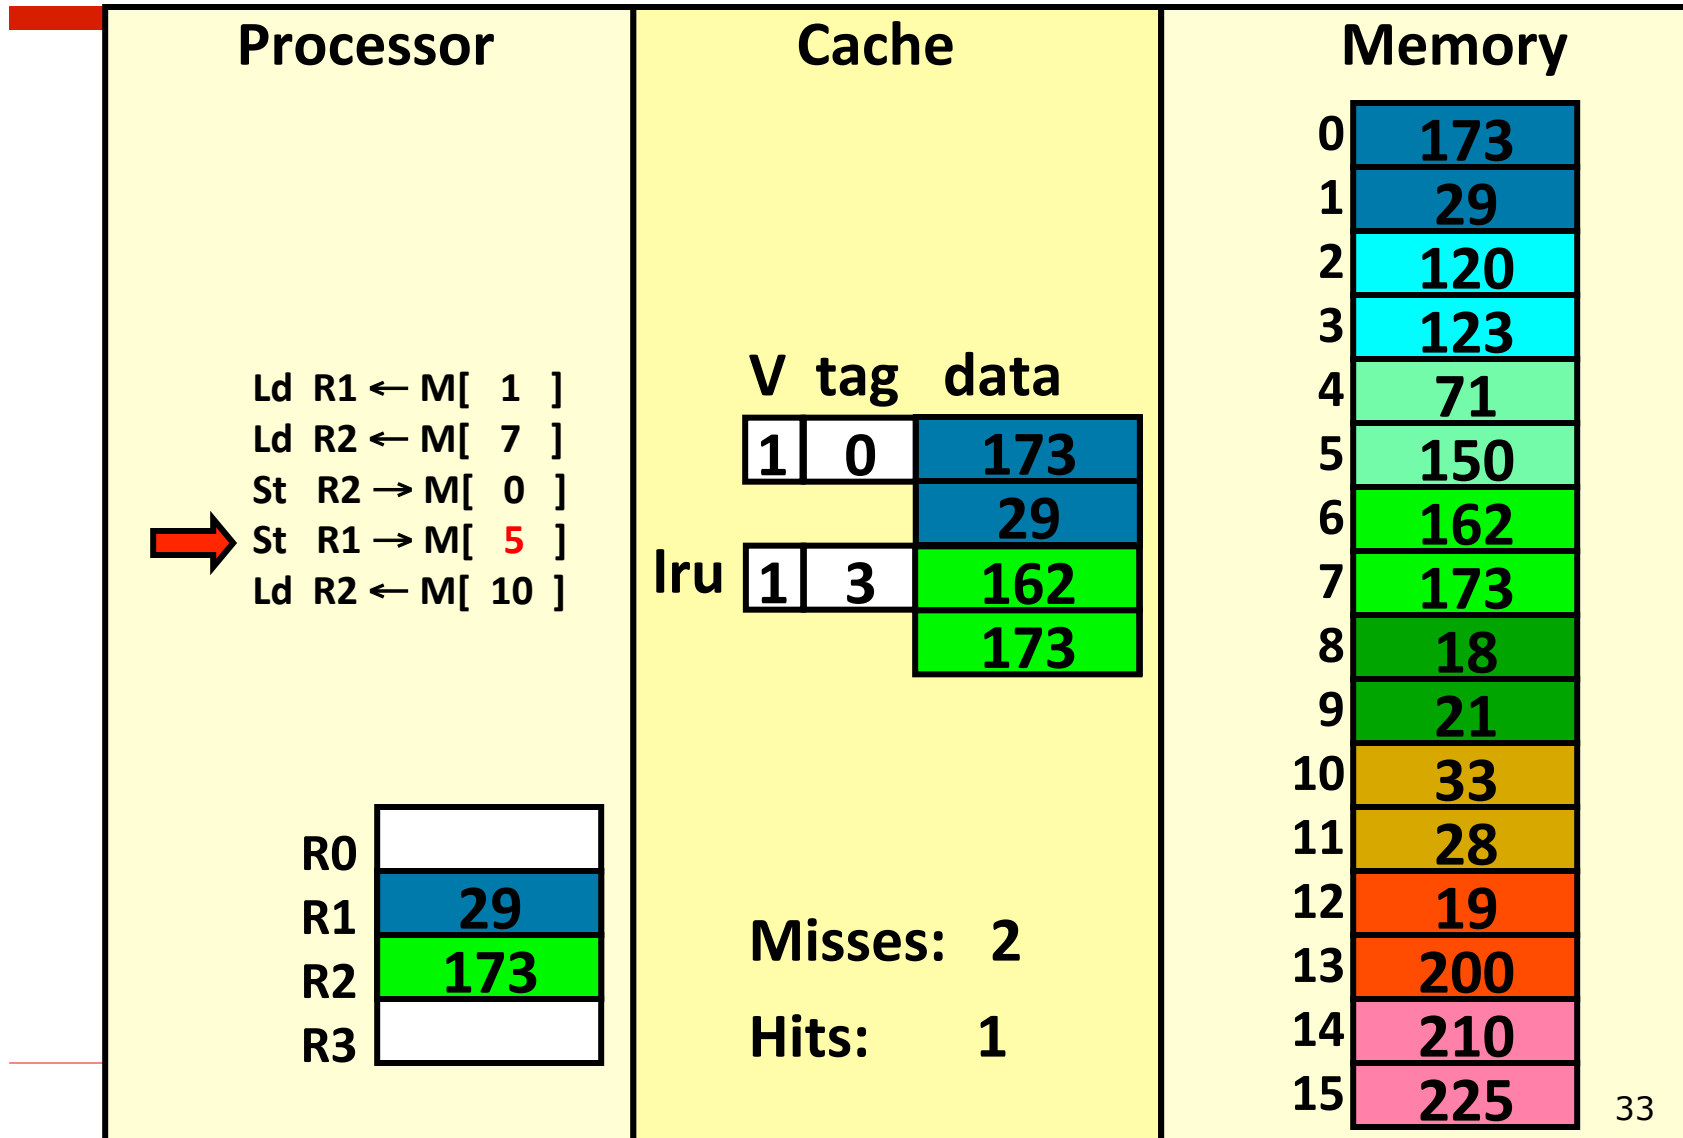 Processor
Ld R1 ← M[ 1 ]
Ld R2 ← M[ 7 ]
St R2 → M[ 0 ]
St R1 → M[ 5 ]
Ld R2 ← M[ 10 ]
R0
R1 29
R2 173
R3
Cache
V tag data
1 0 173
29
lru 1 3 162
173
Misses: 2
Hits: 1
Memory
0 173
1 29
2 120
3 123
4 71
5 150
6 162
7 173
8 18
9 21
10 33
11 28
12 19
13 200
14 210
15 225
33